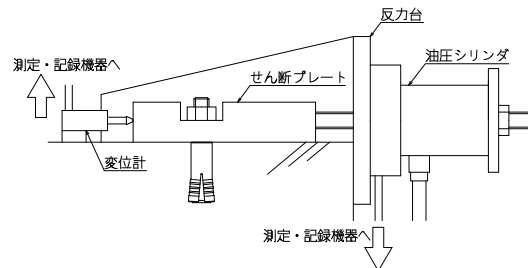 反力台
油圧シリンダ
測定・記録機器へ
せん断プレート
変位計
測定・記録機器へ